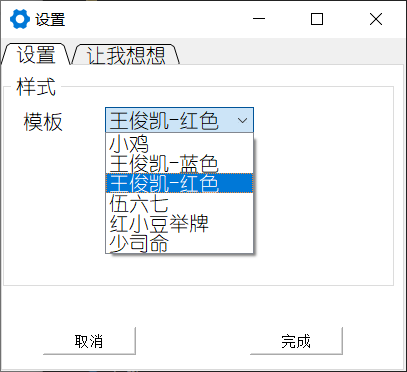 设置
设置 让我想想
样式
模板 王俊凯-红色
小鸡
王俊凯-蓝色
王俊凯-红色
伍六七
红小豆举牌
少司命
取消 完成